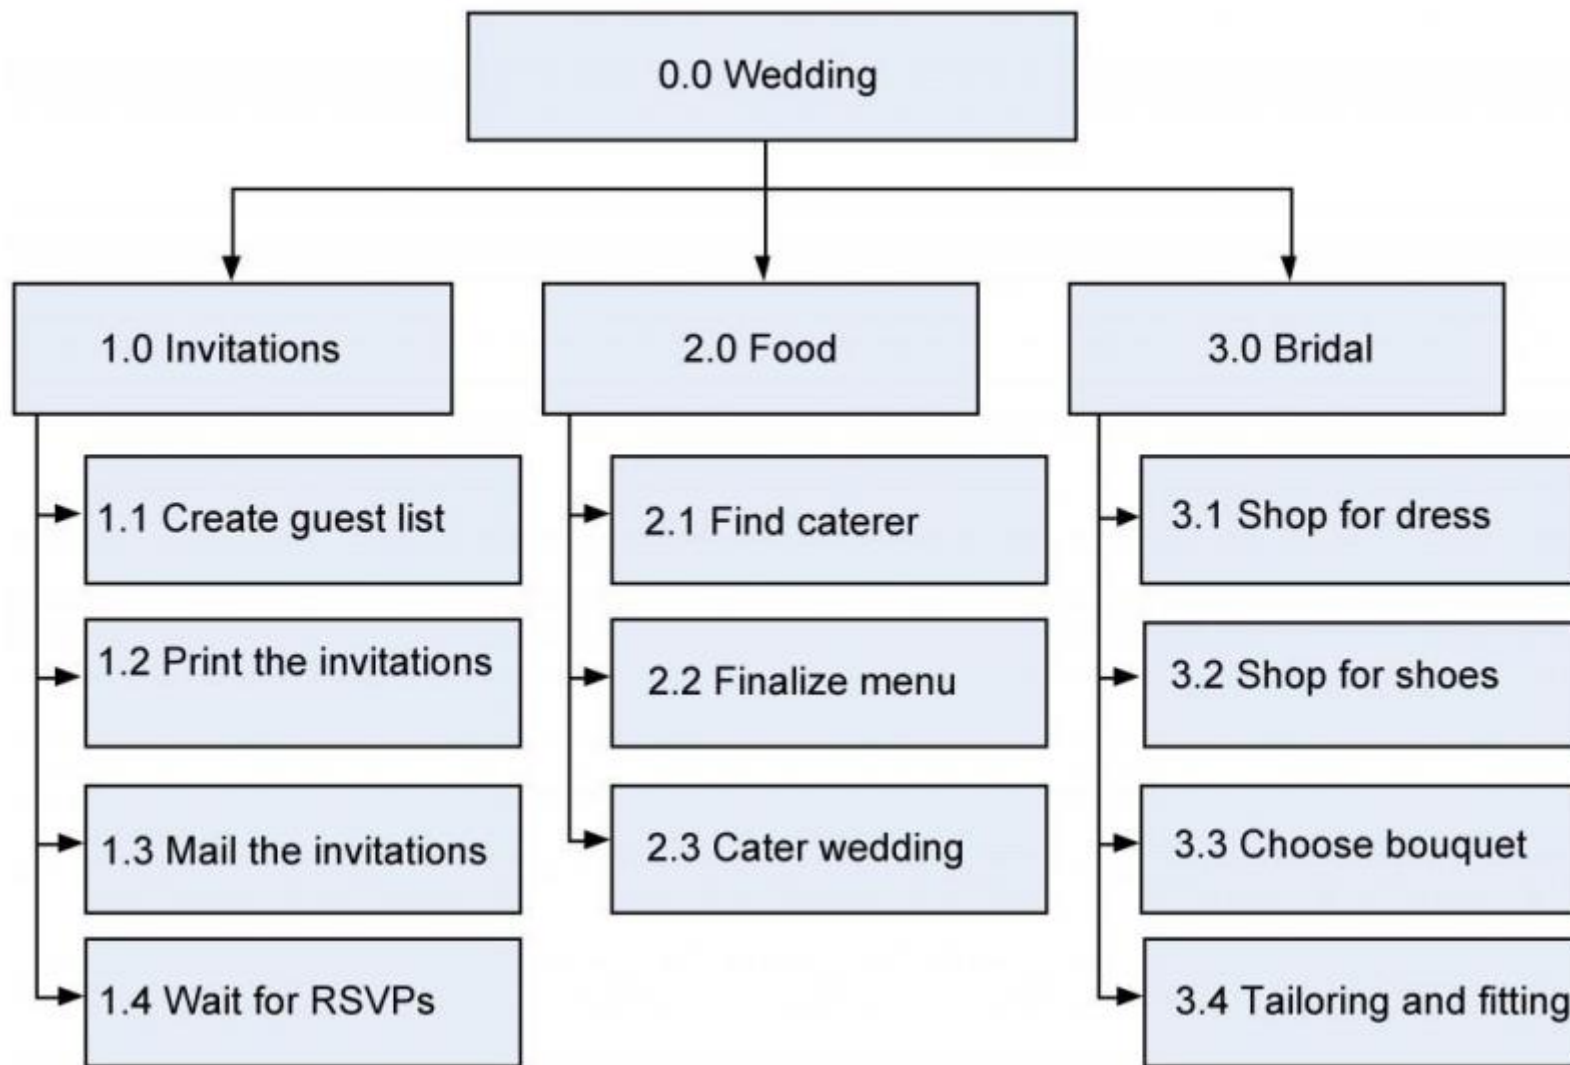 0.0 Wedding
1.0 Invitations
1.1 Create guest list
1.2 Print the invitations
1.3 Mail the invitations
1.4 Wait for RSVPs
2.0 Food
2.1 Find caterer
2.2 Finalize menu
2.3 Cater wedding
3.0 Bridal
3.1 Shop for dress
3.2 Shop for shoes
3.3 Choose bouquet
3.4 Tailoring and fitting